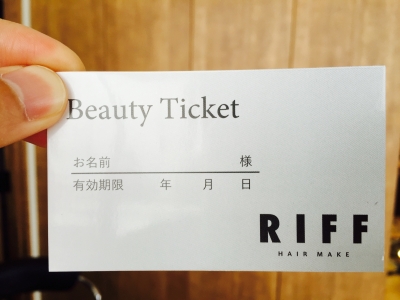 Beauty Ticket
お名前 様
有効期限 年 月 日
RIFF
HAIR MAKE